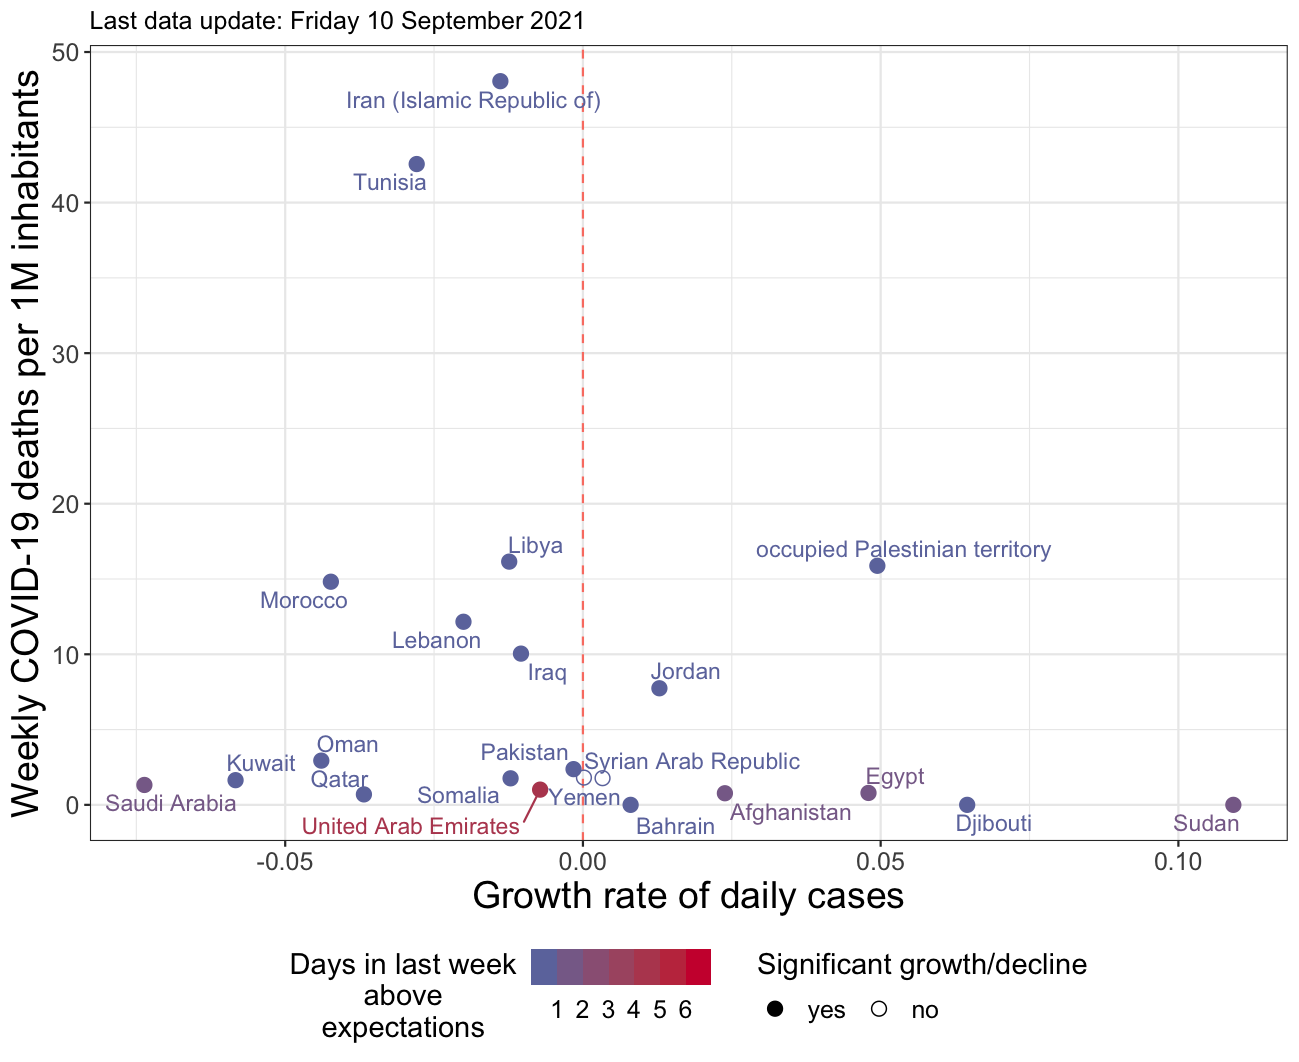 Last data update: Friday 10 September 2021
Weekly COVID-19 deaths per 1M inhabitants
50
40
30
20
10
0
Iran (Islamic Republic of)
Tunisia
Libya
occupied Palestinian territory
Morocco
Lebanon
Iraq
Jordan
Oman
Pakistan
Syrian Arab Republic
Kuwait
Qatar
Egypt
Saudi Arabia
Somalia
Yemen
Afghanistan
United Arab Emirates
Bahrain
Djibouti
Sudan
-0.05 0.00 0.05 0.10
Growth rate of daily cases
Days in last week
above
expectations
1 2 3 4 5 6
Significant growth/decline
yes no